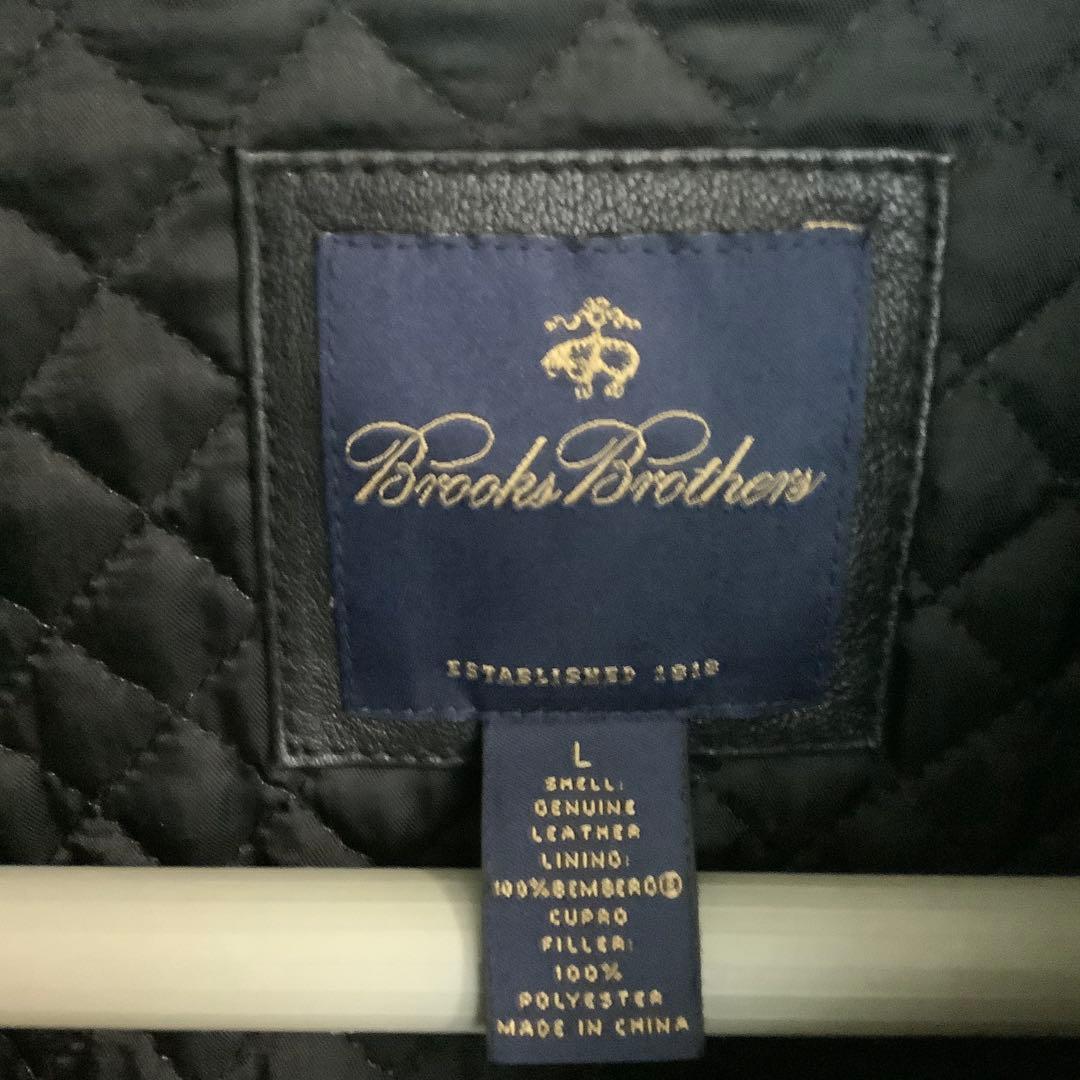 Brooks Brothers
ESTABLISHED 1818
L
SHELL:
GENUINE
LEATHER
LINING:
100%BEMBERG®
CUPRO
FILLER:
100%
POLYESTER
MADE IN CHINA